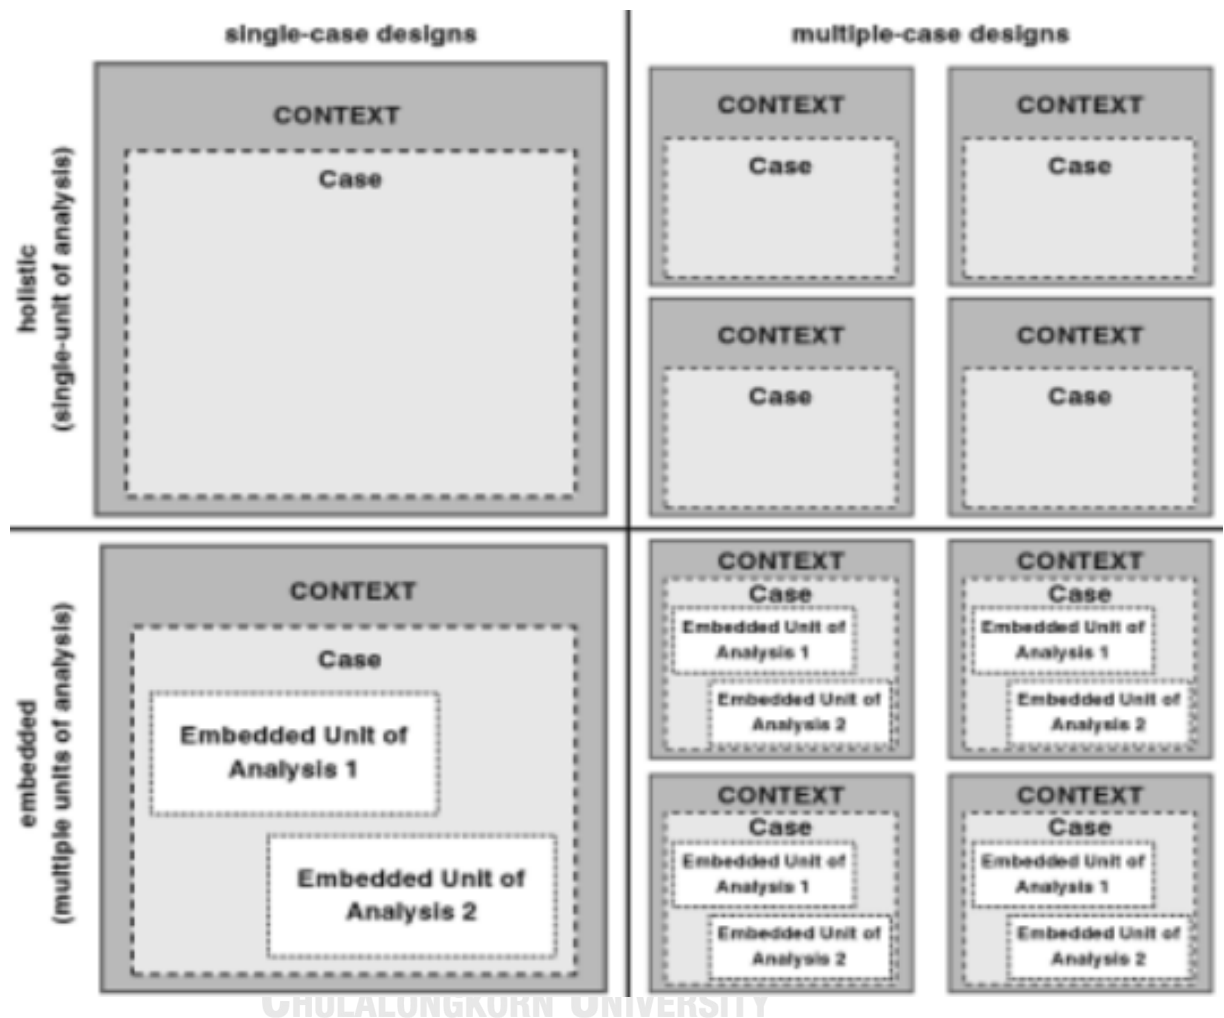 single-case designs
multiple-case designs
holistic
(single-unit of analysis)
CONTEXT
Case
CONTEXT
Case
CONTEXT
Case
CONTEXT
Case
CONTEXT
Case
embedded
(multiple units of analysis)
CONTEXT
Case
Embedded Unit of
Analysis 1
Embedded Unit of
Analysis 2
CONTEXT
Case
Embedded Unit of
Analysis 1
Embedded Unit of
Analysis 2
CONTEXT
Case
Embedded Unit of
Analysis 1
Embedded Unit of
Analysis 2
CONTEXT
Case
Embedded Unit of
Analysis 1
Embedded Unit of
Analysis 2
CONTEXT
Case
Embedded Unit of
Analysis 1
Embedded Unit of
Analysis 2
CHULALONGKORN UNIVERSITY